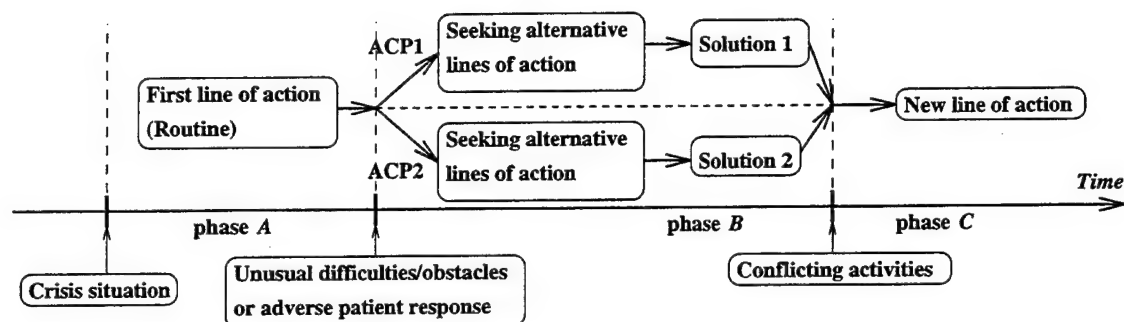 ACP1
Seeking alternative
lines of action
Solution 1
First line of action
(Routine)
New line of action
ACP2
Seeking alternative
lines of action
Solution 2
Time
phase A
phase B
phase C
Crisis situation
Unusual difficulties/obstacles
or adverse patient response
Conflicting activities